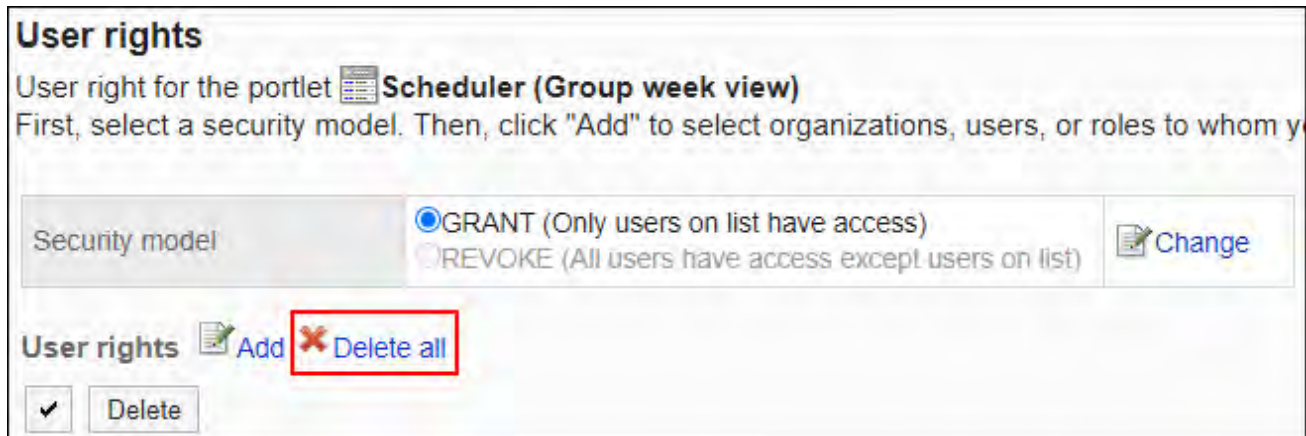 User rights
User right for the portlet Scheduler (Group week view)
First, select a security model. Then, click "Add" to select organizations, users, or roles to whom
Security model
GRANT (Only users on list have access)
REVOKE (All users have access except users on list)
Change
User rights Add Delete all
Delete